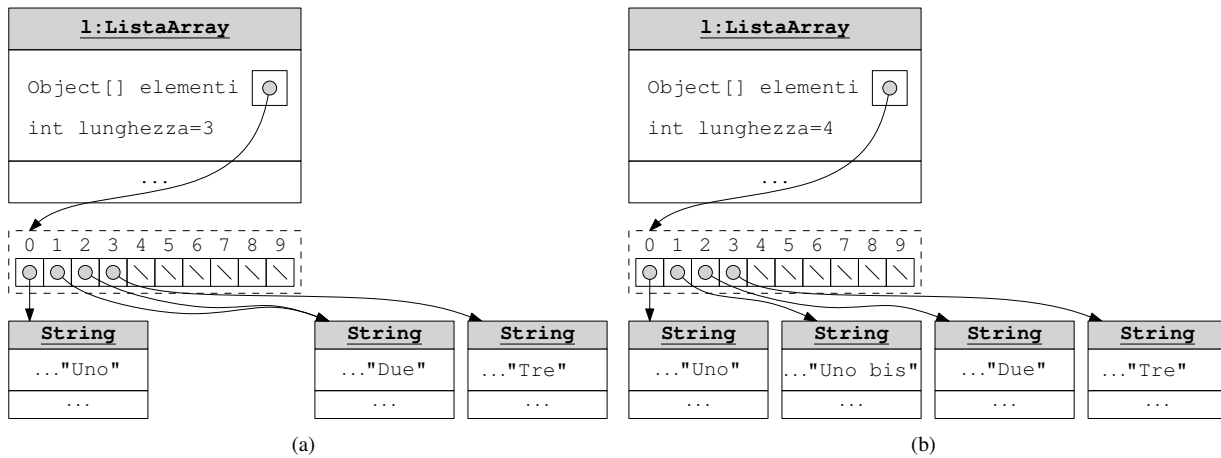 l:ListaArray
Object[] elementi
int lunghezza=3
...
0 1 2 3 4 5 6 7 8 9
String
..."Uno"
...
String
..."Due"
...
String
..."Tre"
...
(a)
l:ListaArray
Object[] elementi
int lunghezza=4
...
0 1 2 3 4 5 6 7 8 9
String
..."Uno"
...
String
..."Uno bis"
...
String
..."Due"
...
String
..."Tre"
...
(b)